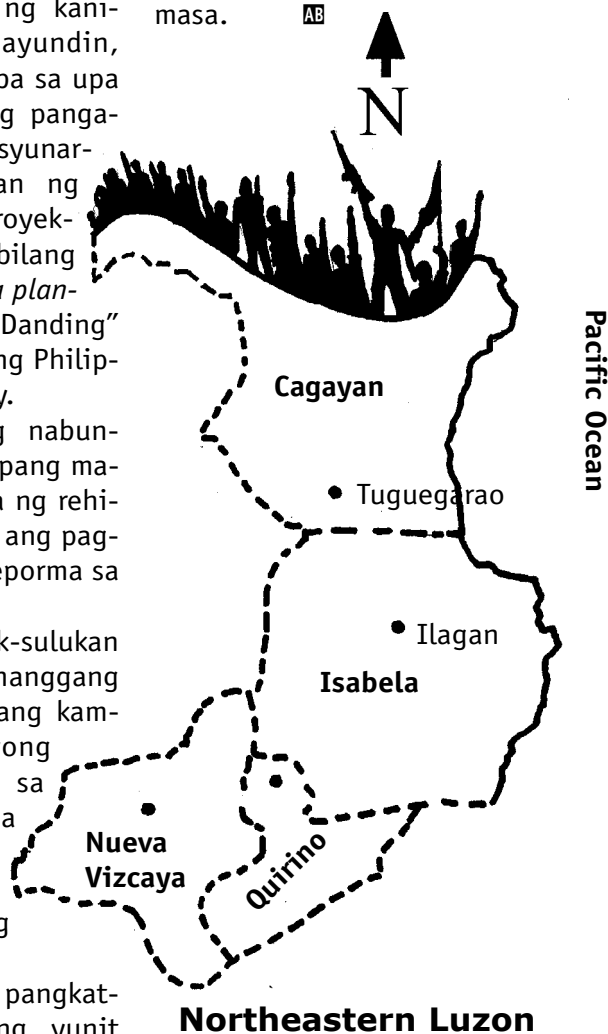 ng kani-
ayundin,
sa upa
g panga-
syunar-
an ng
royek-
bilang
plan-
Danding”
ng Philip-
y.
g nabun-
pang ma-
a ng rehi-
ang pag-
eporma sa
k-sulukan
hanggang
ang kam-
ong
sa
a
g
pangkat-
ng yunit
masa. AB
N
Pacific Ocean
Cagayan
Tuguegarao
Ilagan
Isabela
Nueva
Vizcaya
Quirino
Northeastern Luzon